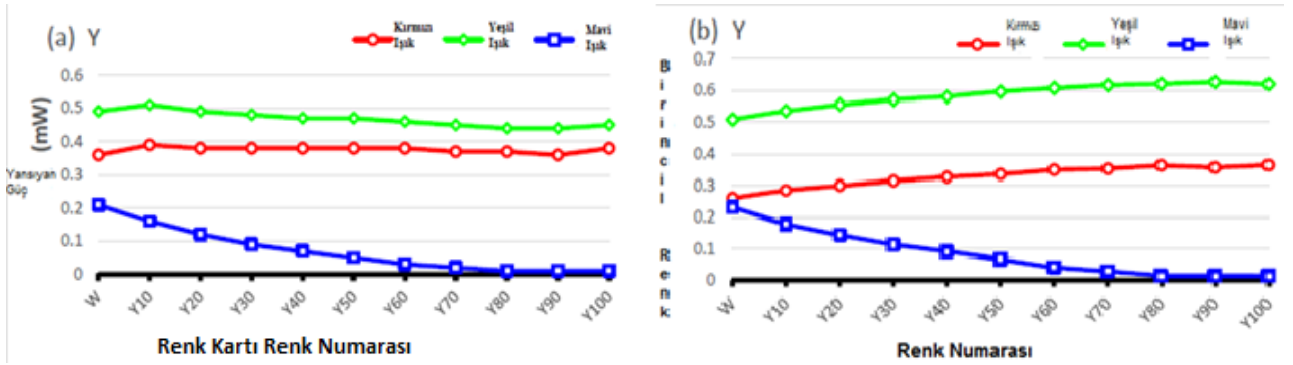 (a) Y
Kırmızı Işık
Yeşil Işık
Mavi Işık
0.6
0.5
0.4
0.3
0.2
0.1
0
(mW)
Yansıyan
Güç
W Y10 Y20 Y30 Y40 Y50 Y60 Y70 Y80 Y90 Y100
Renk Kartı Renk Numarası
(b) Y
Kırmızı Işık
Yeşil Işık
Mavi Işık
0.7
0.6
0.5
0.4
0.3
0.2
0.1
0
Birincil Renk
W Y10 Y20 Y30 Y40 Y50 Y60 Y70 Y80 Y90 Y100
Renk Numarası